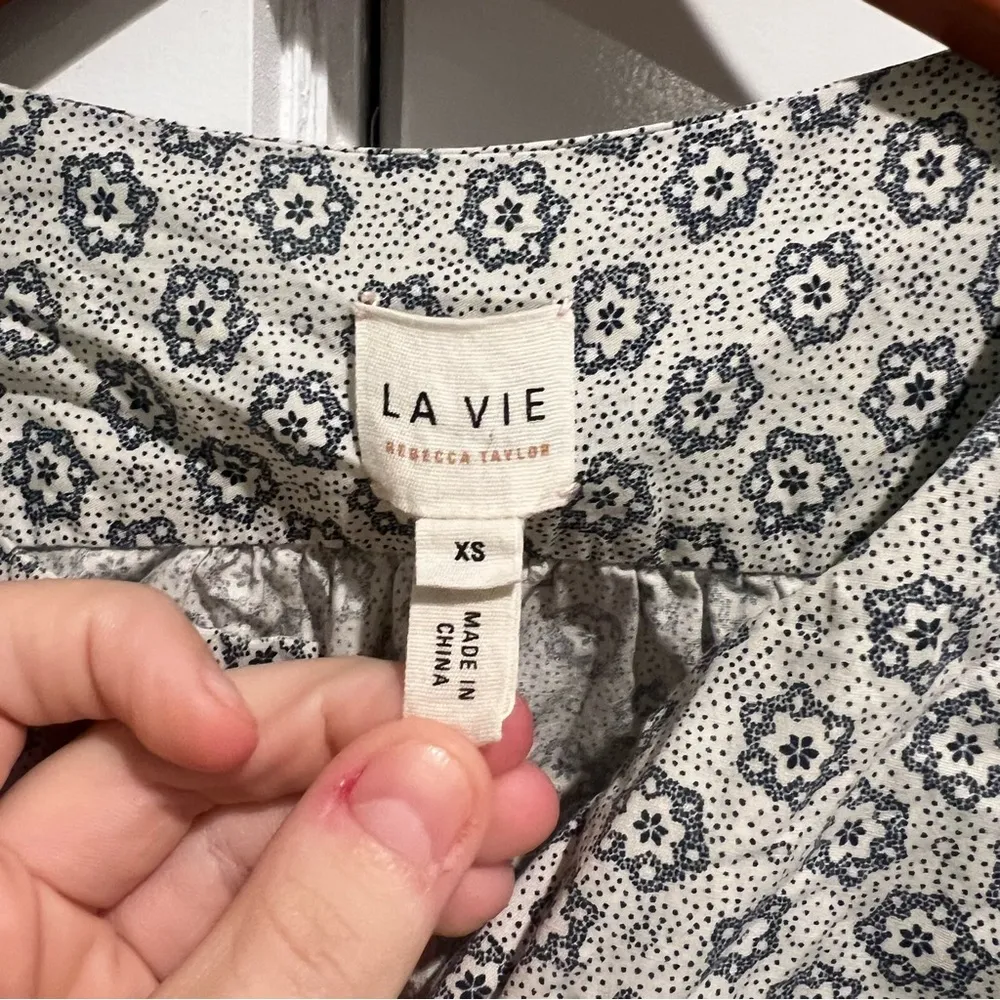 LA VIE
REBECCA TAYLOR
XS
MADE IN
CHINA